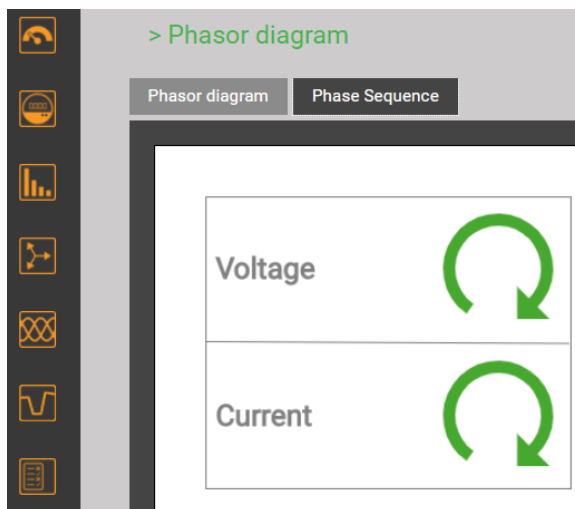 > Phasor diagram
Phasor diagram Phase Sequence
Voltage
Current